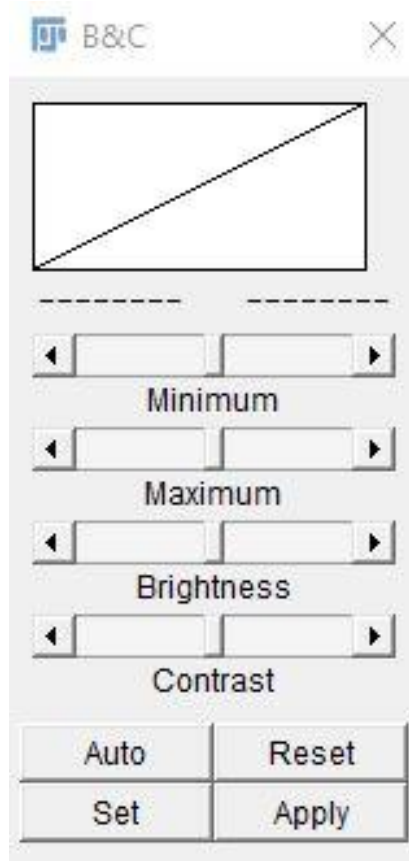 B&C
Minimum
Maximum
Brightness
Contrast
Auto Reset
Set Apply